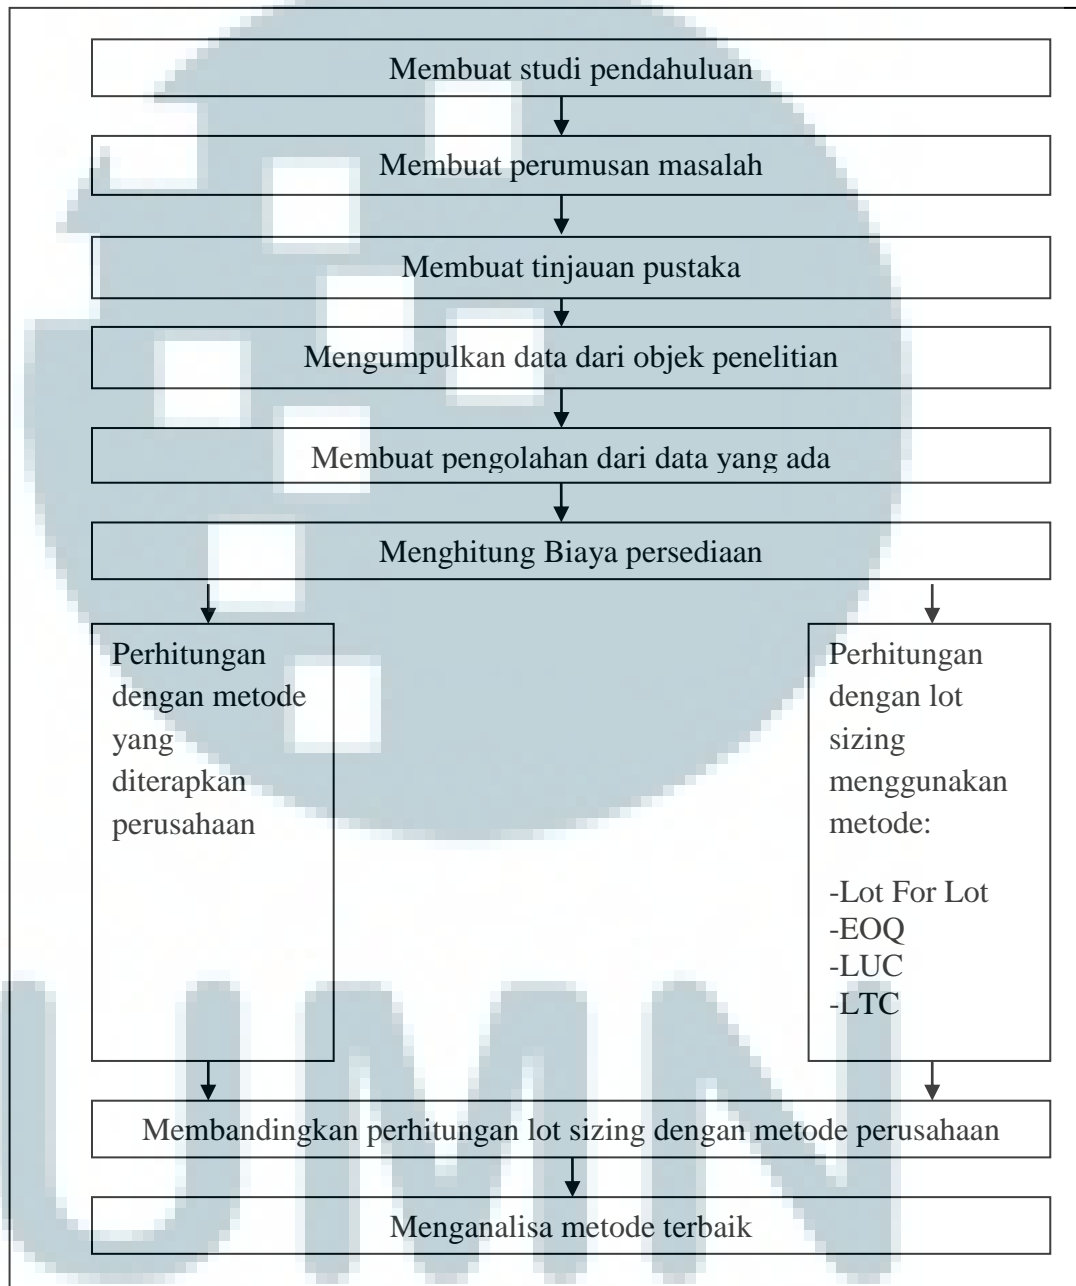 Membuat studi pendahuluan
Membuat perumusan masalah
Membuat tinjauan pustaka
Mengumpulkan data dari objek penelitian
Membuat pengolahan dari data yang ada
Menghitung Biaya persediaan
Perhitungan
dengan metode
yang
diterapkan
perusahaan
Perhitungan
dengan lot
sizing
menggunakan
metode:
-Lot For Lot
-EOQ
-LUC
-LTC
Membandingkan perhitungan lot sizing dengan metode perusahaan
Menganalisa metode terbaik
UMN